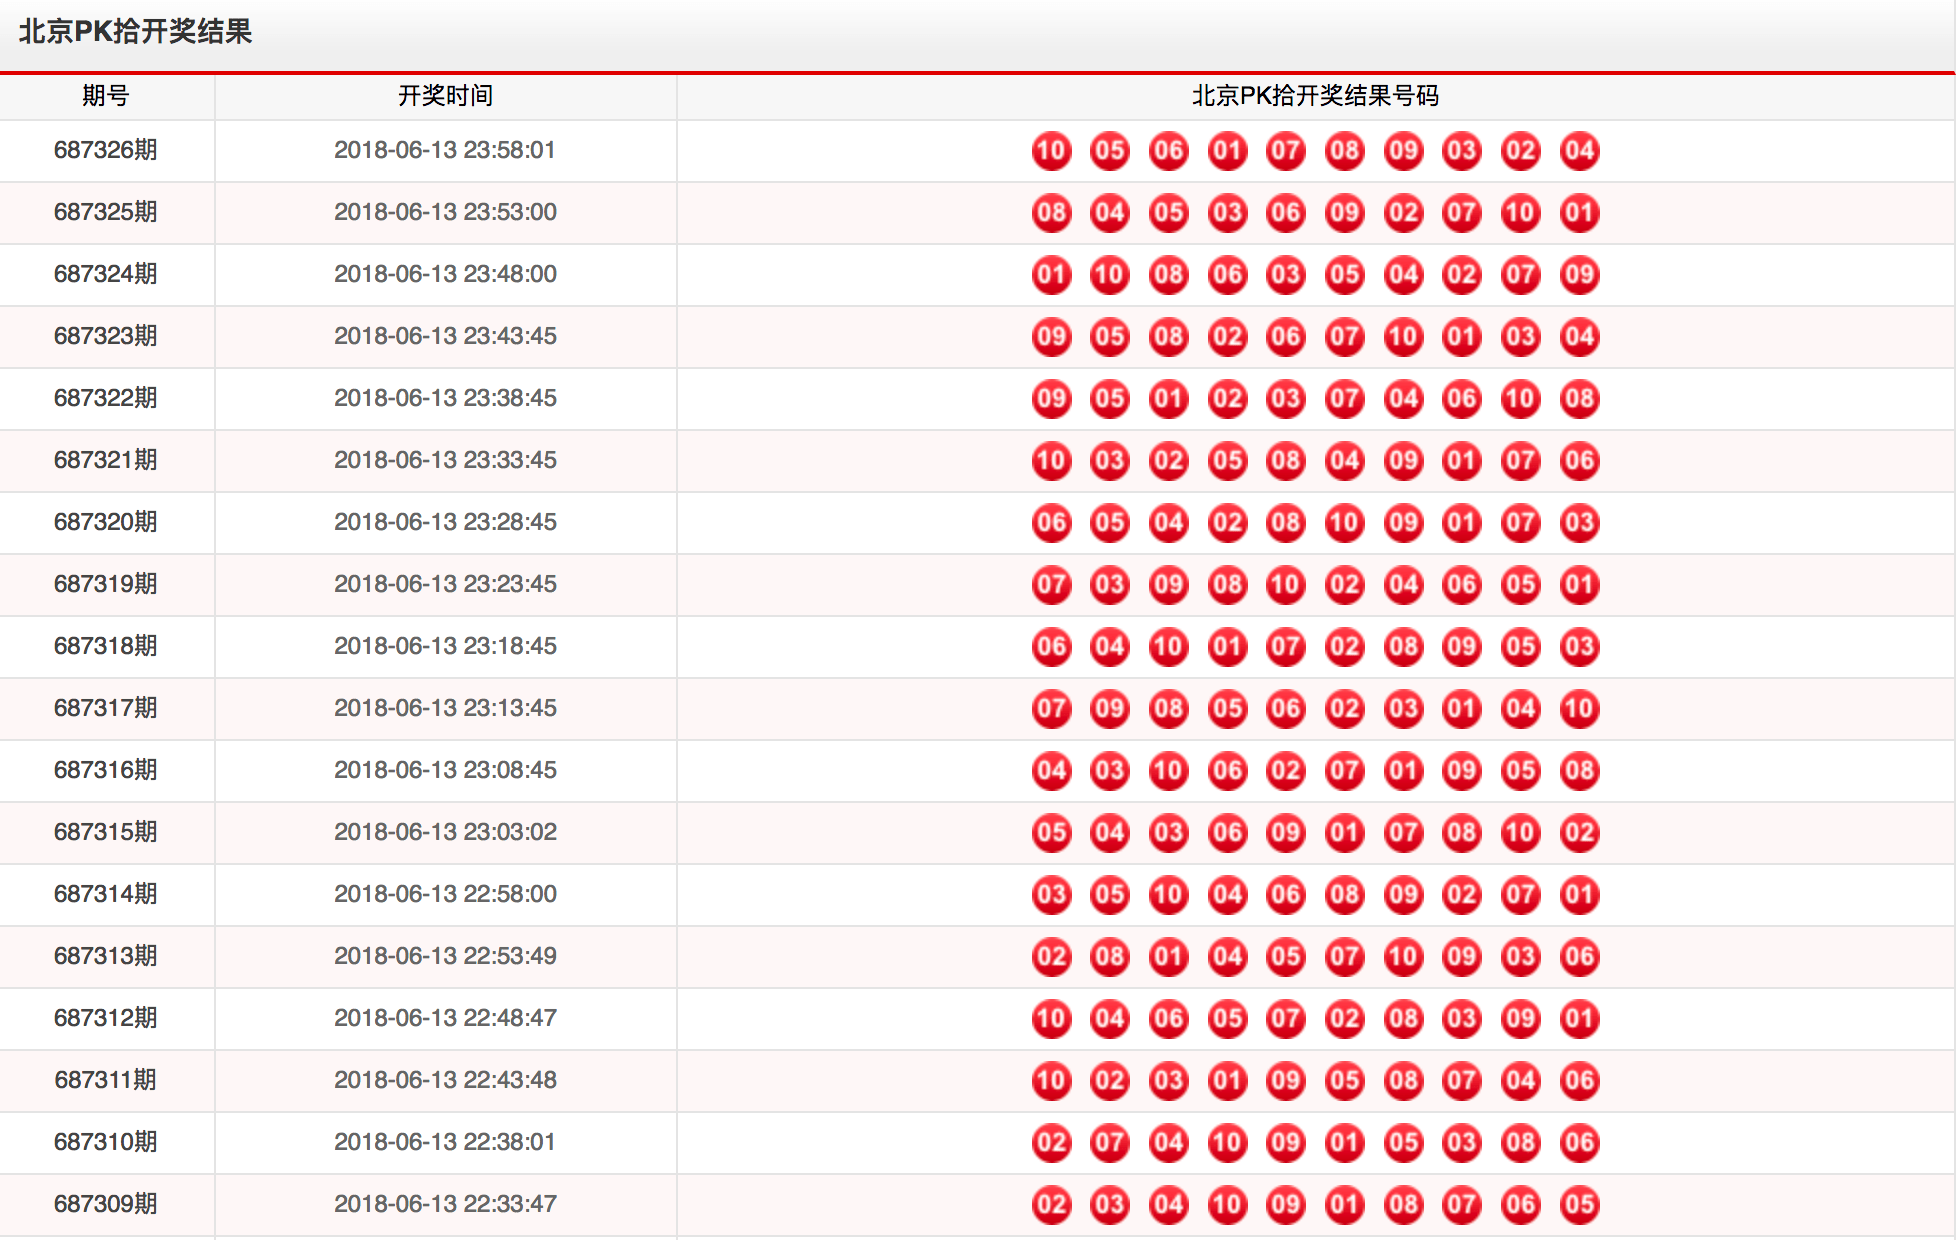 北京PK拾开奖结果
期号 开奖时间 北京PK拾开奖结果号码
687326期 2018-06-13 23:58:01 10 05 06 01 07 08 09 03 02 04
687325期 2018-06-13 23:53:00 08 04 05 03 06 09 02 07 10 01
687324期 2018-06-13 23:48:00 01 10 08 06 03 05 04 02 07 09
687323期 2018-06-13 23:43:45 09 05 08 02 06 07 10 01 03 04
687322期 2018-06-13 23:38:45 09 05 01 02 03 07 04 06 10 08
687321期 2018-06-13 23:33:45 10 03 02 05 08 04 09 01 07 06
687320期 2018-06-13 23:28:45 06 05 04 02 08 10 09 01 07 03
687319期 2018-06-13 23:23:45 07 03 09 08 10 02 04 06 05 01
687318期 2018-06-13 23:18:45 06 04 10 01 07 02 08 09 05 03
687317期 2018-06-13 23:13:45 07 09 08 05 06 02 03 01 04 10
687316期 2018-06-13 23:08:45 04 03 10 06 02 07 01 09 05 08
687315期 2018-06-13 23:03:02 05 04 03 06 09 01 07 08 10 02
687314期 2018-06-13 22:58:00 03 05 10 04 06 08 09 02 07 01
687313期 2018-06-13 22:53:49 02 08 01 04 05 07 10 09 03 06
687312期 2018-06-13 22:48:47 10 04 06 05 07 02 08 03 09 01
687311期 2018-06-13 22:43:48 10 02 03 01 09 05 08 07 04 06
687310期 2018-06-13 22:38:01 02 07 04 10 09 01 05 03 08 06
687309期 2018-06-13 22:33:47 02 03 04 10 09 01 08 07 06 05